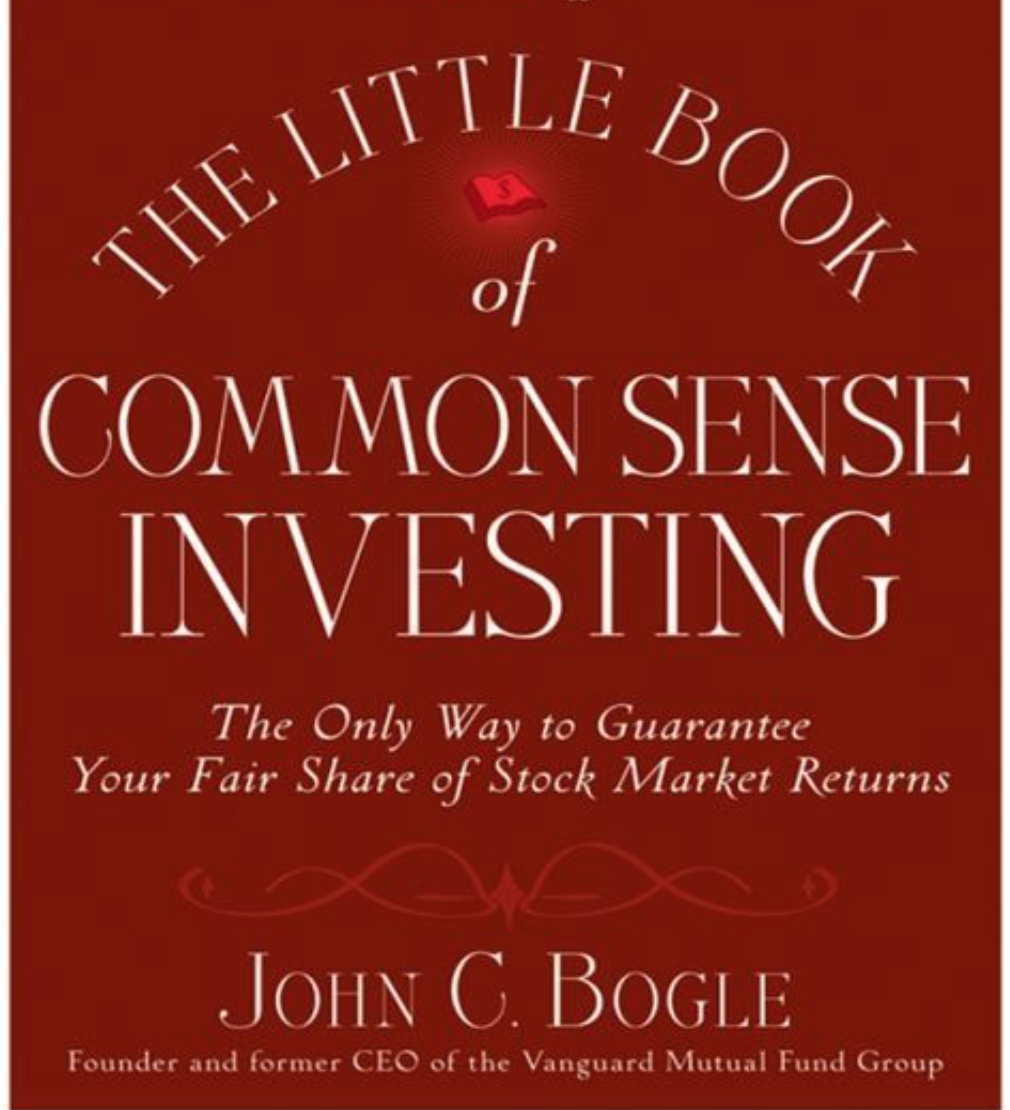 THE LITTLE BOOK
$
of
COMMON SENSE
INVESTING
The Only Way to Guarantee
Your Fair Share of Stock Market Returns
JOHN C. BOGLE
Founder and former CEO of the Vanguard Mutual Fund Group